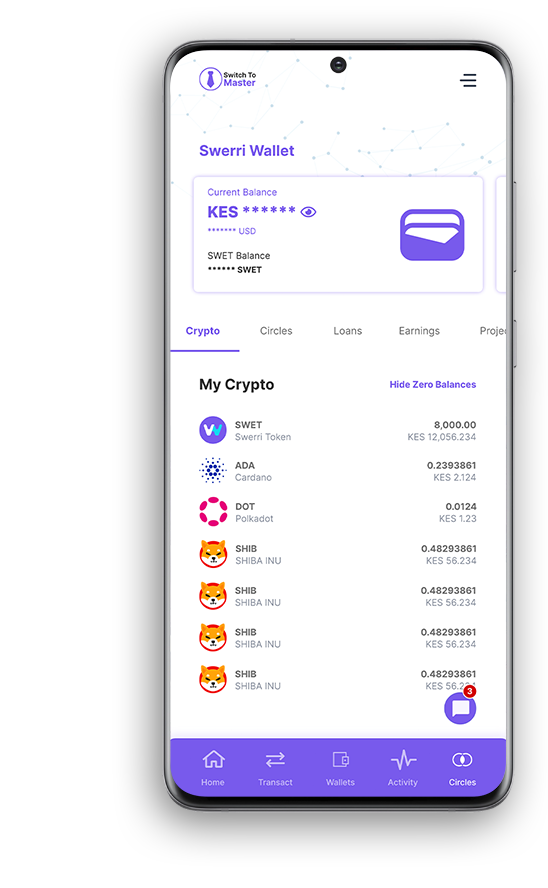 Switch To
Master
Swerri Wallet
Current Balance
KES ******
******* USD
SWET Balance
****** SWET
Crypto Circles Loans Earnings Projec
My Crypto Hide Zero Balances
SWET 8,000.00
Swerri Token KES 12,056.234
ADA 0.2393861
Cardano KES 2.124
DOT 0.0124
Polkadot KES 1.23
SHIB 0.48293861
SHIBA INU KES 56.234
SHIB 0.48293861
SHIBA INU KES 56.234
SHIB 0.48293861
SHIBA INU KES 56.234
SHIB 0.48293861
SHIBA INU KES 56.234
3
Home Transact Wallets Activity Circles